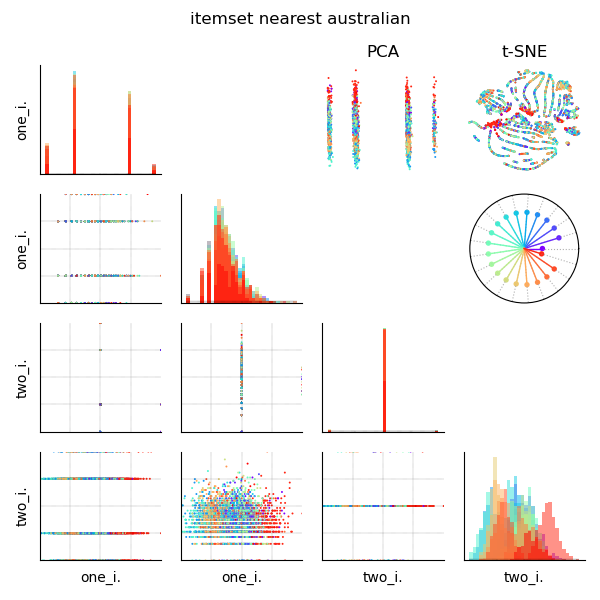 itemset nearest australian
PCA
t-SNE
one_i.
one_i.
two_i.
two_i.
one_i.
one_i.
two_i.
two_i.